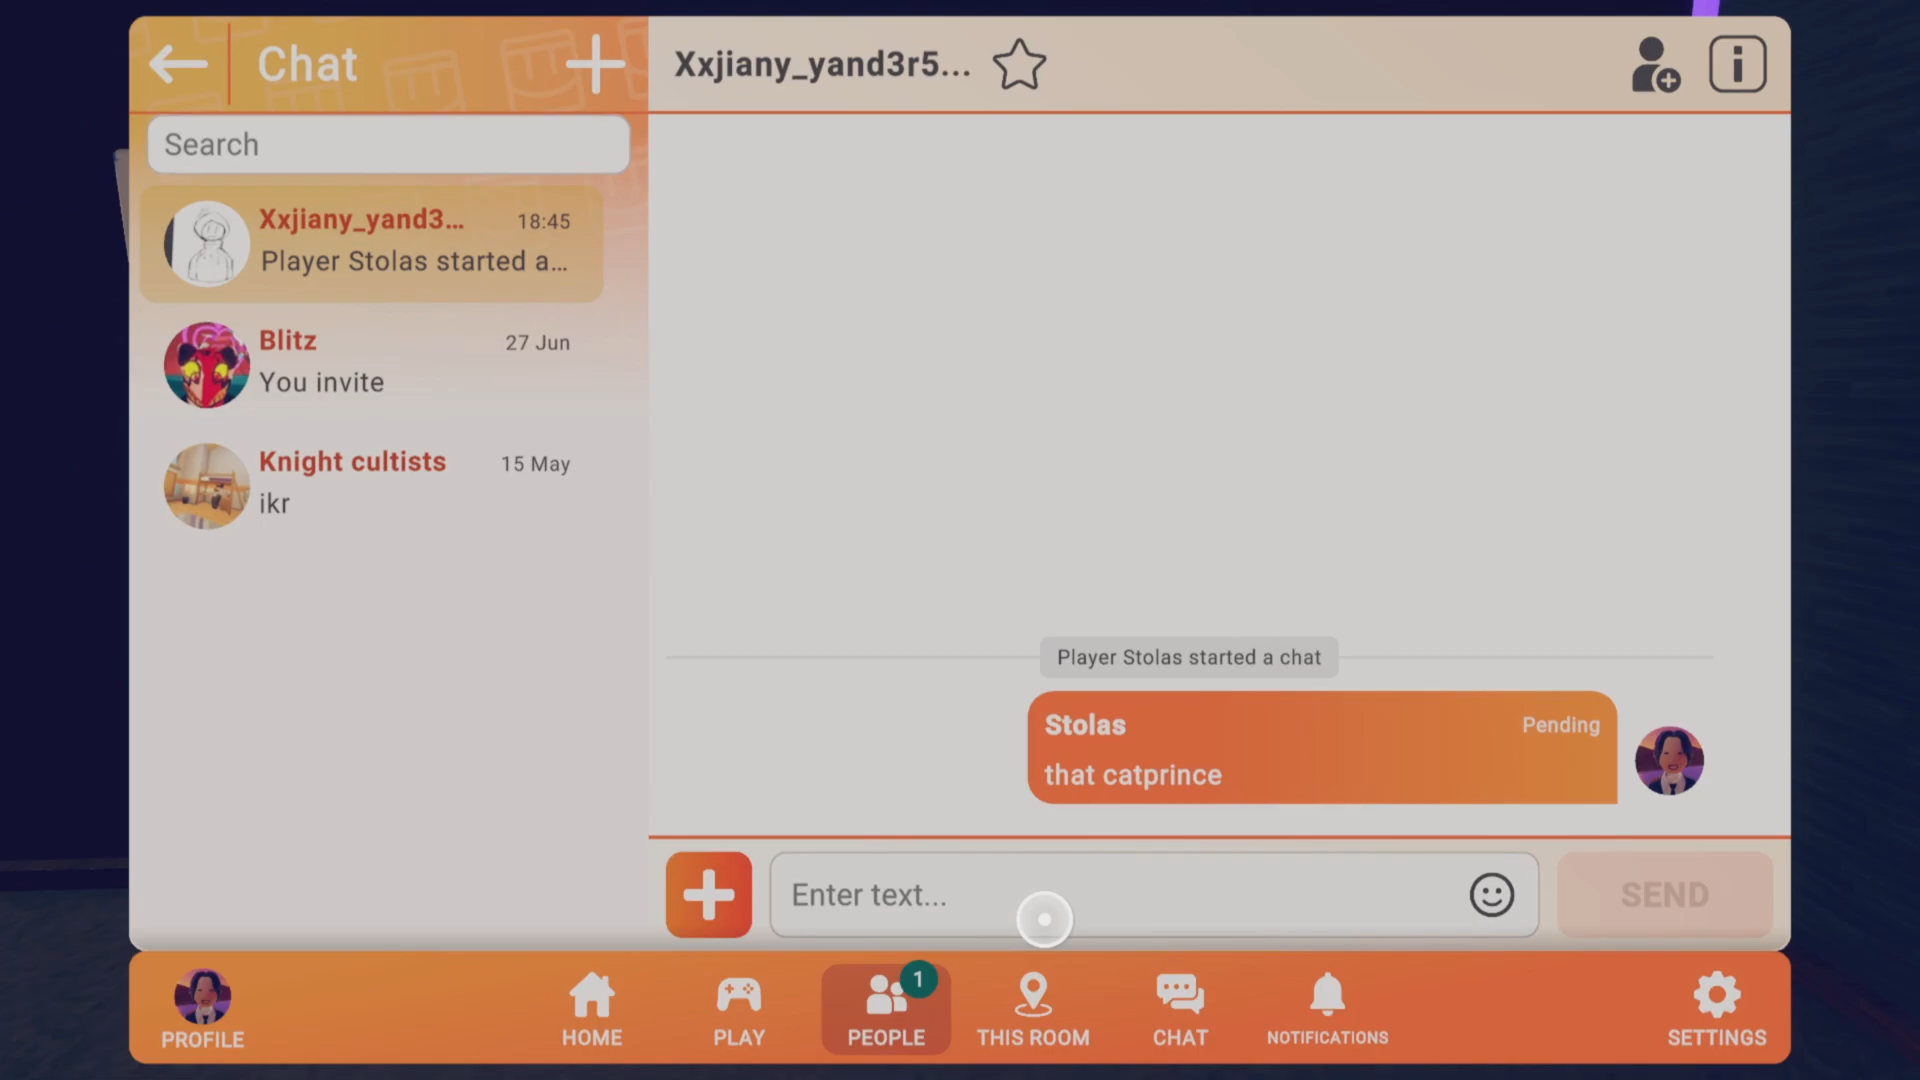 Chat
Search
Xxjiany_yand3...
18:45
Player Stolas started a...
Blitz
27 Jun
You invite
Knight cultists
15 May
ikr
Xxjiany_yand3r5...
Player Stolas started a chat
Stolas
Pending
that catprince
Enter text...
SEND
PROFILE
HOME
PLAY
1
PEOPLE
THIS ROOM
CHAT
NOTIFICATIONS
SETTINGS